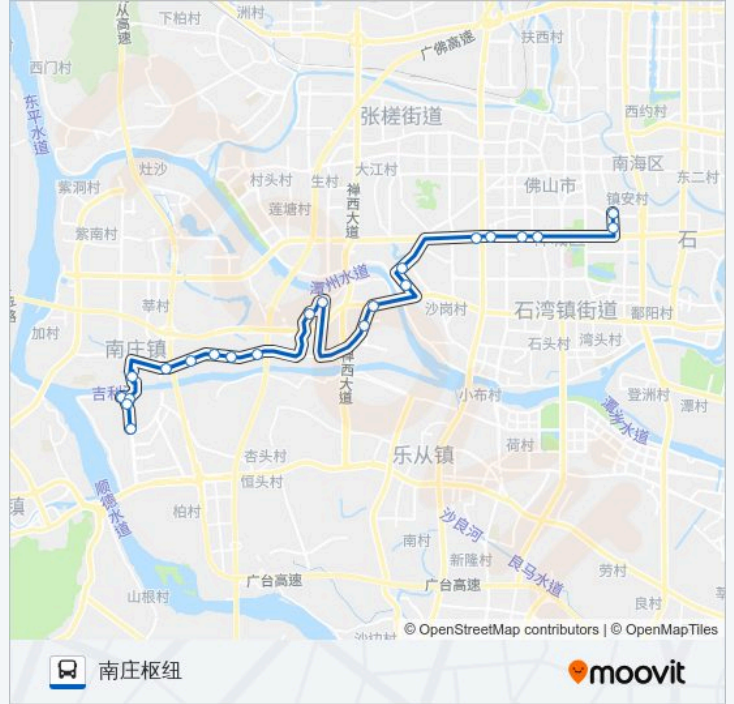 从高速
下柏村
洲村
扶西村
广佛高速
西门村
东平水道
张槎街道
西约村
南海区
灶沙
大江村
村头村
生村
禅西大道
佛山市
东二村
紫洞村
镇安村
莲塘村
紫南村
石
潭州水道
莘村
沙岗村
石湾镇街道
鄱阳村
加村
南庄镇
石头村
湾头村
禅西大道
小布村
登洲村
潭村
潭乡水道
荷村
杏头村
乐从镇
恒头村
顺德水道
镇
柏村
沙良河
南村
新隆村
良马水道
劳村
广台高速
广台高速
山根村
良村
© OpenStreetMap contributors | © OpenMapTiles
南庄枢纽
moovit